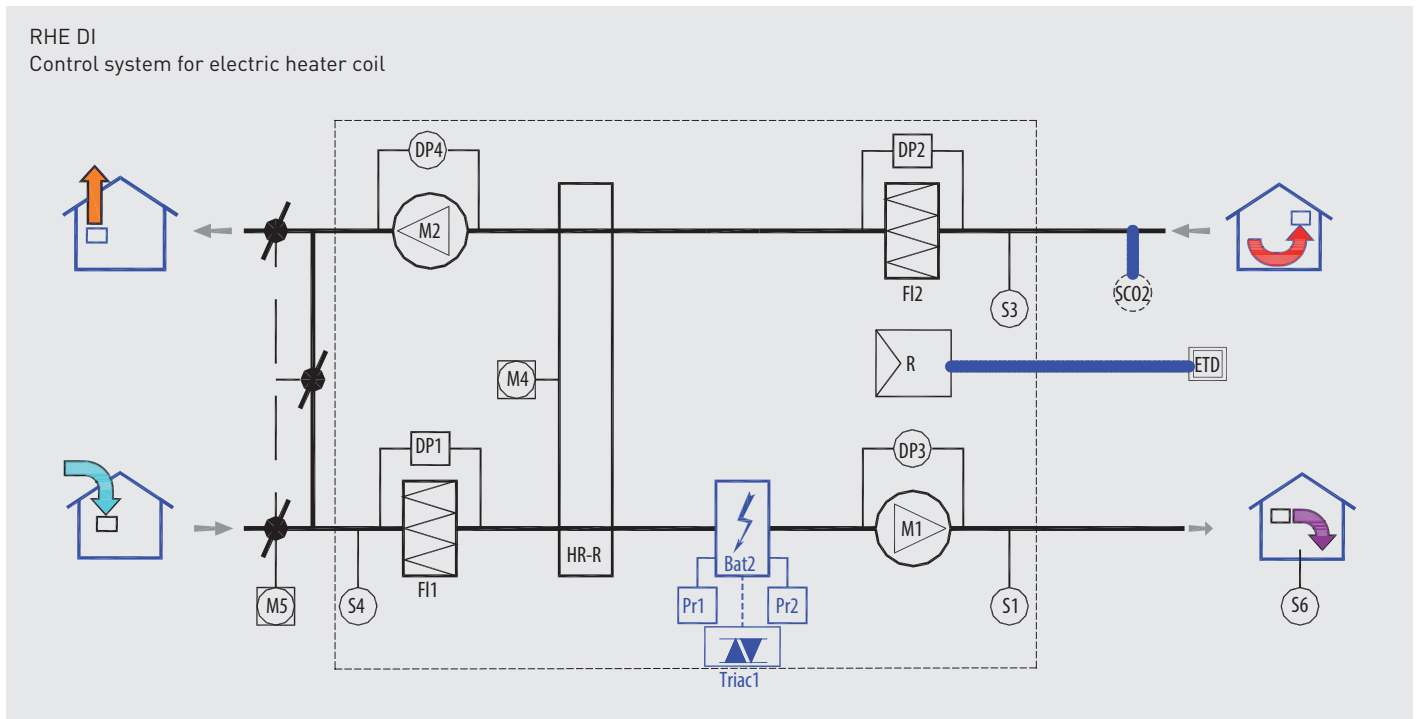 RHE DI
Control system for electric heater coil
DP4
DP2
M2
FI2
S3
SCO2
M4
R
ETD
DP1
DP3
M1
HR-R
Bat2
FI1
M5
S4
Pr1
Pr2
S1
S6
Triac1